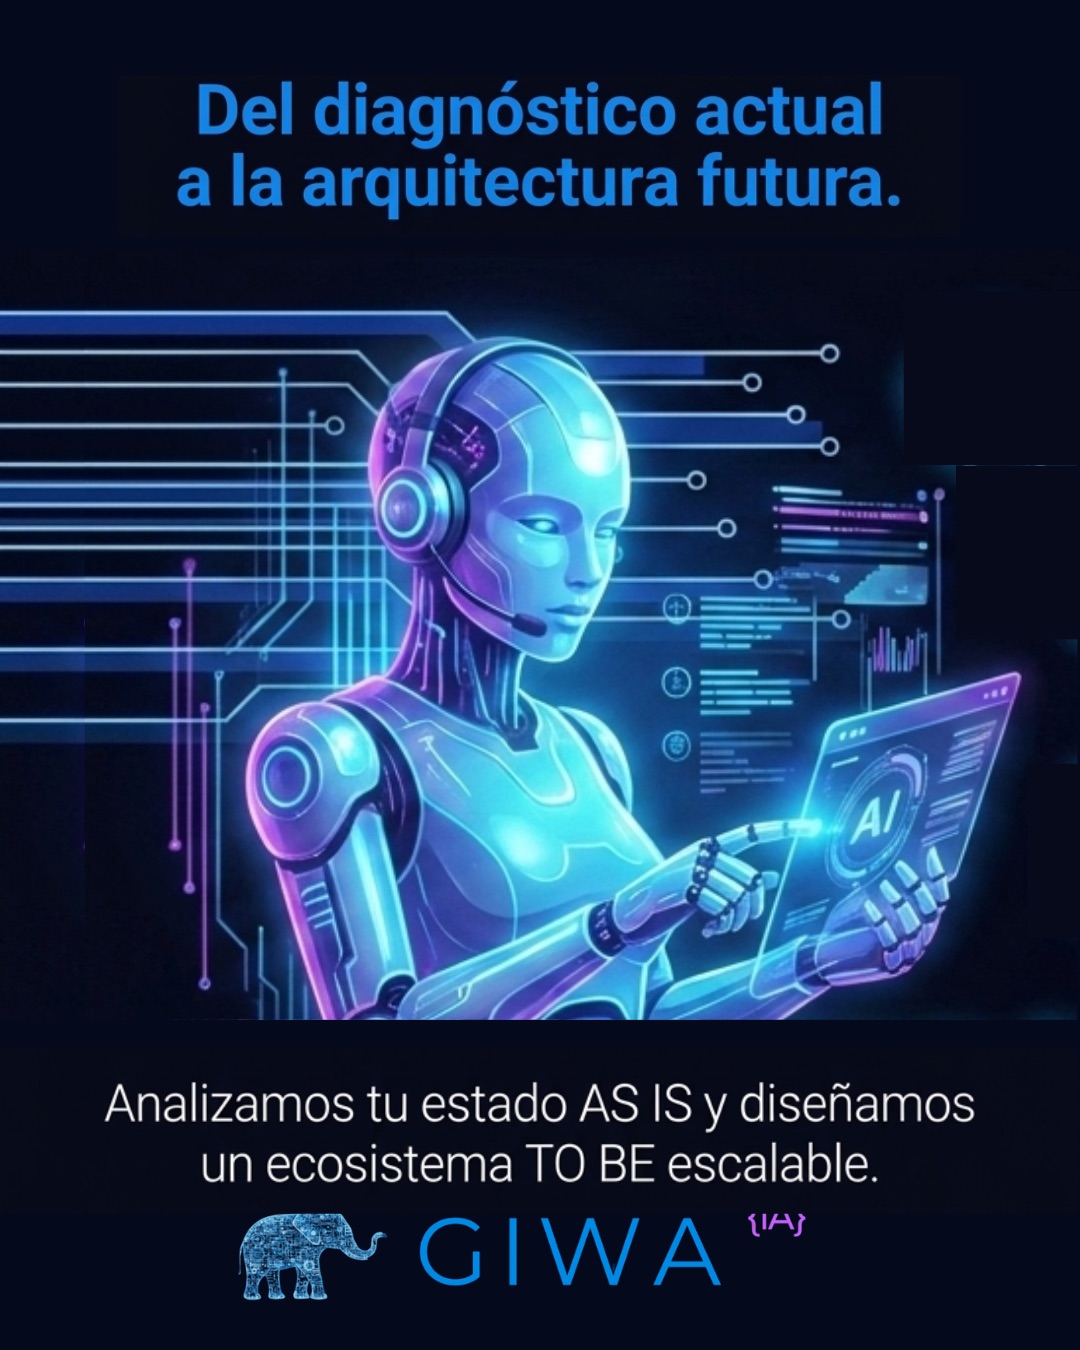 Del diagnóstico actual
a la arquitectura futura.
AI
Analizamos tu estado AS IS y diseñamos
un ecosistema TO BE escalable.
GIWA {IA}